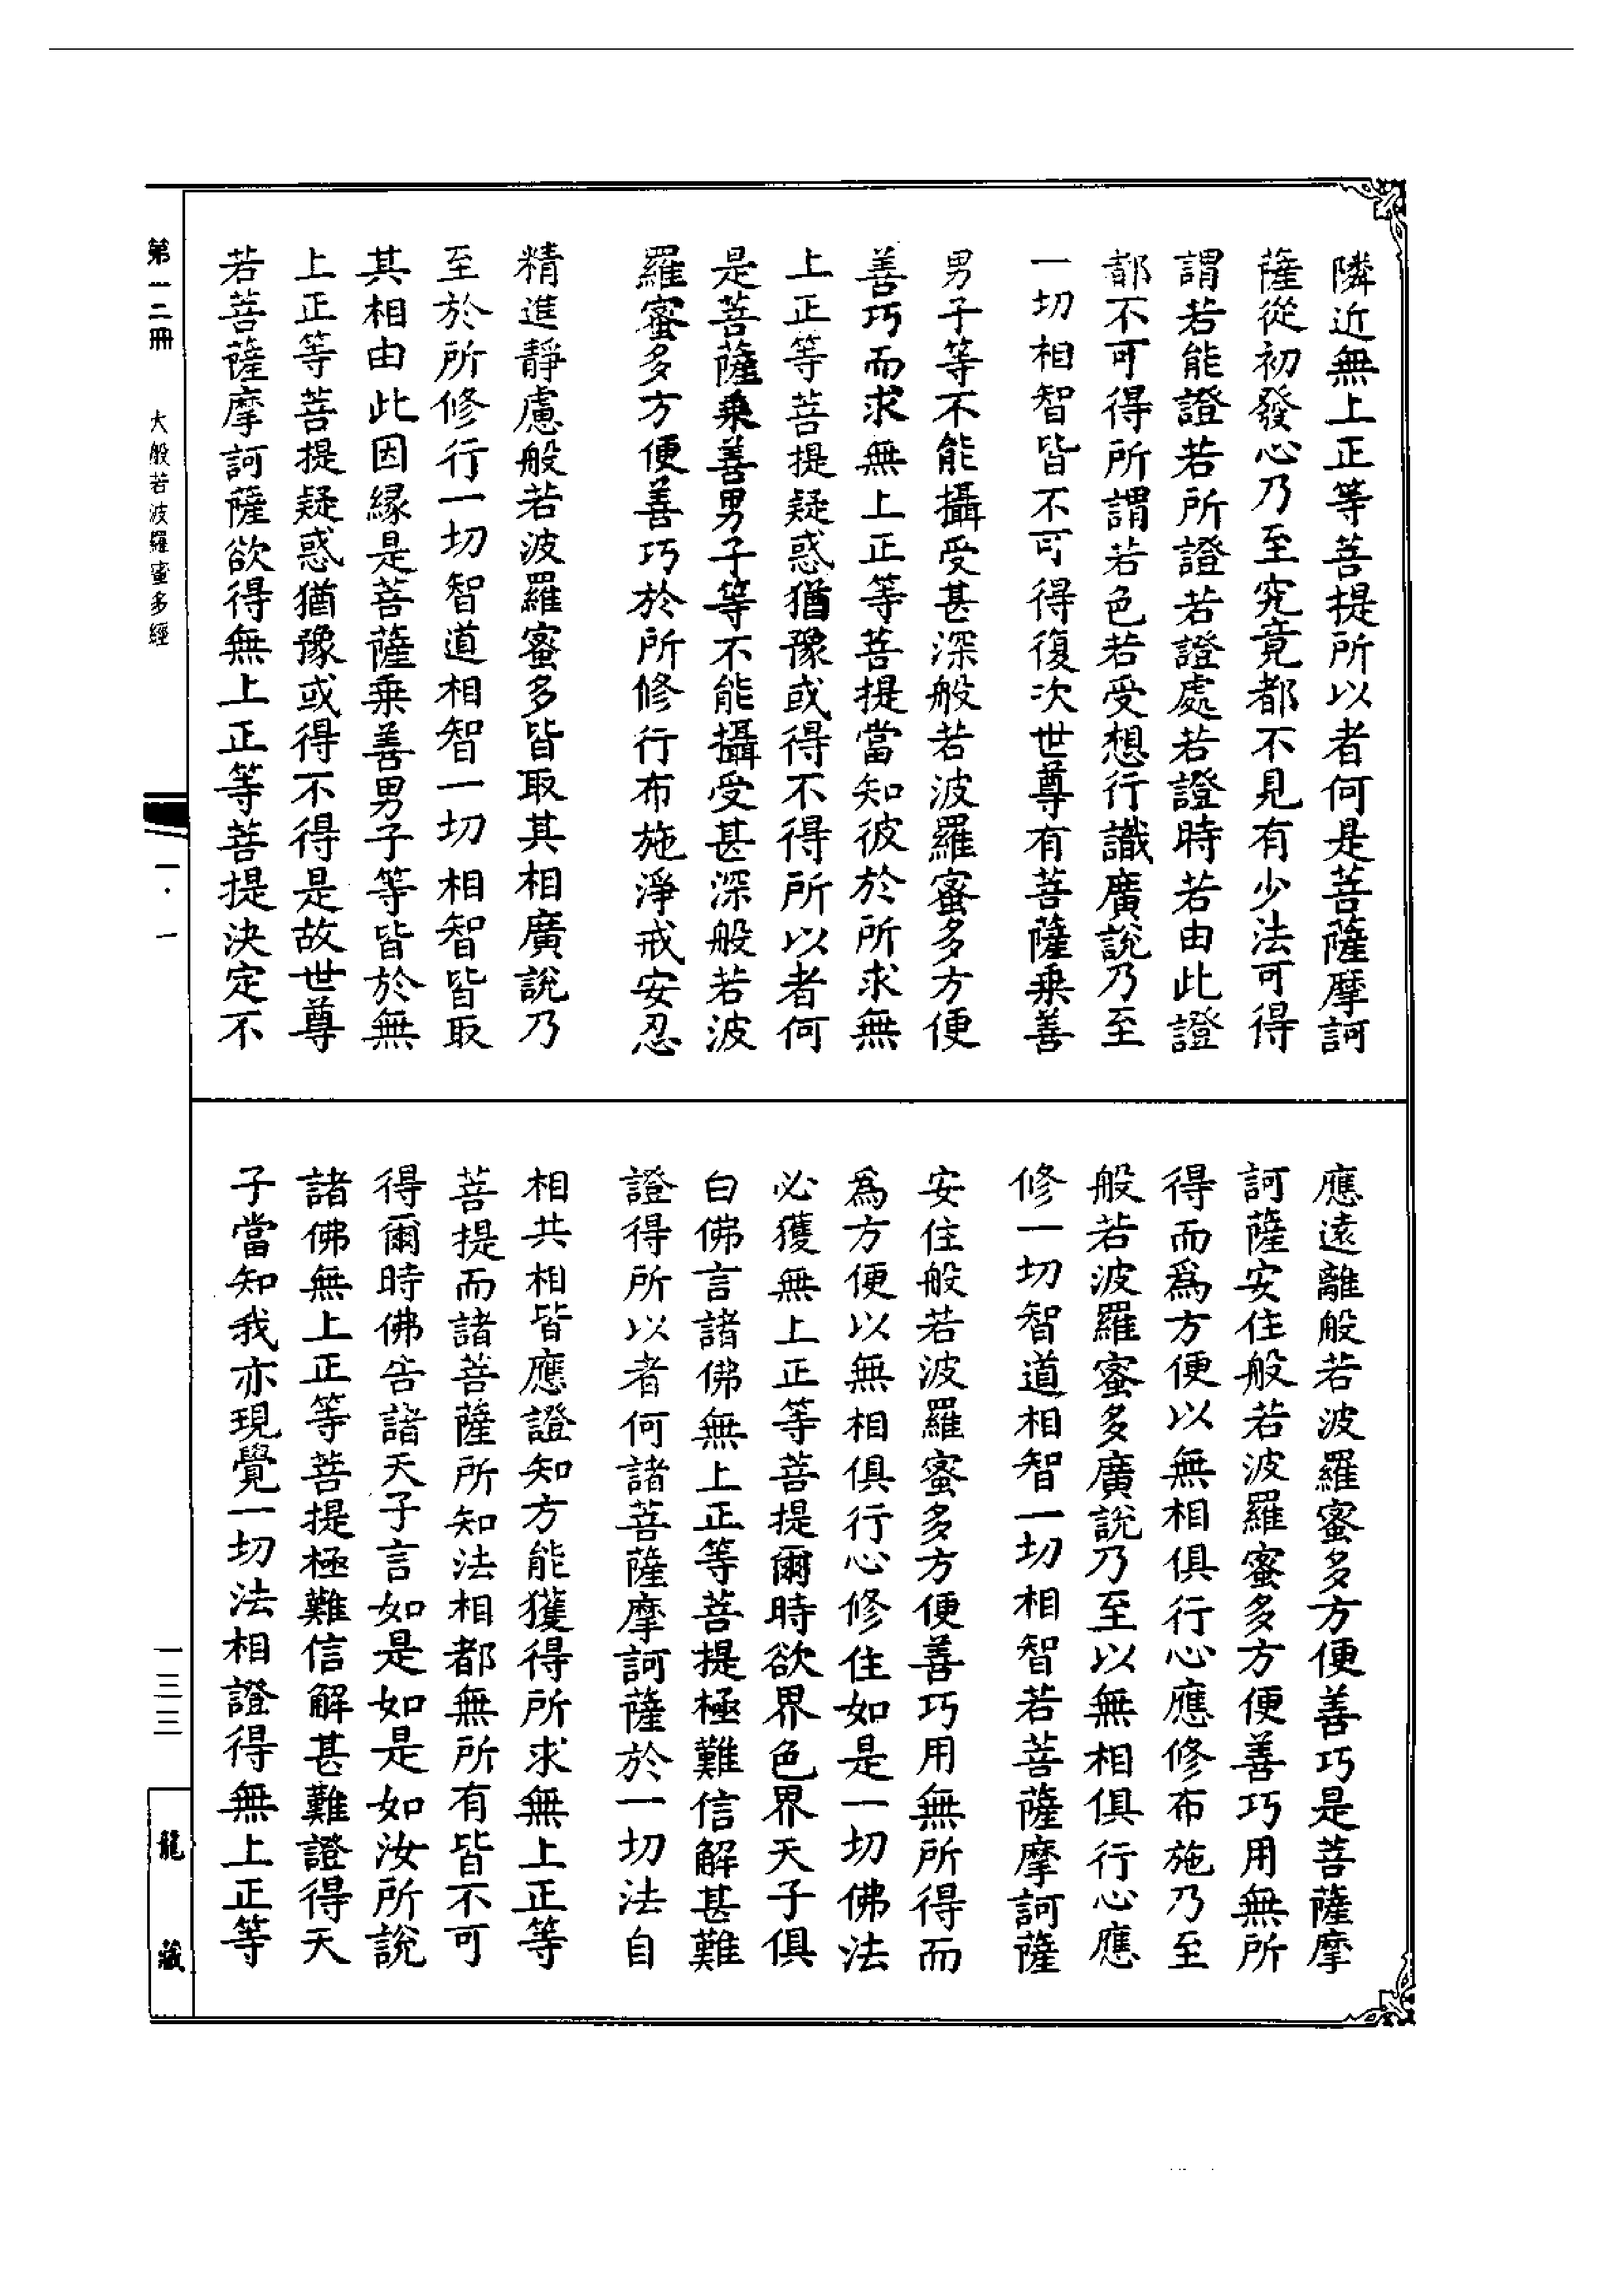 隣近無上正等菩提所以者何是菩薩摩訶
薩從初發心乃至究竟都不見有少法可得
謂若能證若所證若證處若證時若由此證
都不可得所謂若色若受想行識廣說乃至
一切相智皆不可得復次世尊有菩薩乗善
男子等不能攝受甚深般若波羅蜜多方便
善巧而求無上正等菩提當知彼於所求無
上正等菩提疑惑猶豫或得不得所以者何
是菩薩乗善男子等不能攝受甚深般若波
羅蜜多方便善巧於所修行布施淨戒安忍
精進靜慮般若波羅蜜多皆取其相廣說乃
至於所修行一切智道相智一切相智皆取
其相由此因緣是菩薩乗善男子等皆於無
上正等菩提疑惑猶豫或得不得是故世尊
若菩薩摩訶薩欲得無上正等菩提決定不
應遠離般若波羅蜜多方便善巧是菩薩摩
訶薩安住般若波羅蜜多方便善巧用無所
得而爲方便以無相俱行心應修布施乃至
般若波羅蜜多廣說乃至以無相俱行心應
修一切智道相智一切相智若菩薩摩訶薩
安住般若波羅蜜多方便善巧用無所得而
爲方便以無相俱行心修住如是一切佛法
必獲無上正等菩提爾時欲界色界天子俱
白佛言諸佛無上正等菩提極難信解甚難
證得所以者何諸菩薩摩訶薩於一切法自
相共相皆應證知方能獲得所求無上正等
菩提而諸菩薩所知法相都無所有皆不可
得爾時佛告諸天子言如是如是如汝所說
諸佛無上正等菩提極難信解甚難證得天
子當知我亦現覺一切法相證得無上正等
第一二冊 大般若波羅蜜多經 一·一 一三三 龍藏